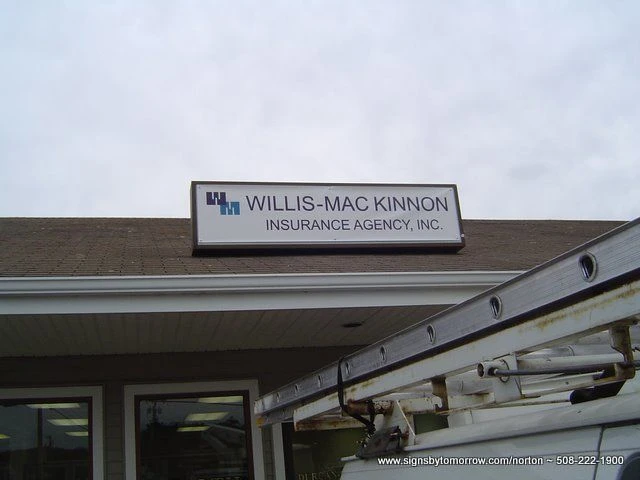 WM
WILLIS-MAC KINNON
INSURANCE AGENCY, INC.
www.signsbytomorrow.com/norton ~ 508-222-1900